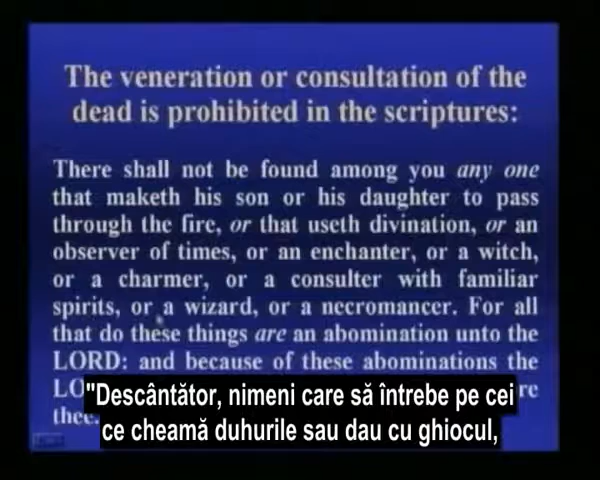 The veneration or consultation of the
dead is prohibited in the scriptures:
There shall not be found among you any one
that maketh his son or his daughter to pass
through the fire, or that useth divination, or an
observer of times, or an enchanter, or a witch,
or a charmer, or a consulter with familiar
spirits, or a wizard, or a necromancer. For all
that do these things are an abomination unto the
LORD: and because of these abominations the
LO re
thee.
"Descântător, nimeni care să întrebe pe cei
ce cheamă duhurile sau dau cu ghiocul,